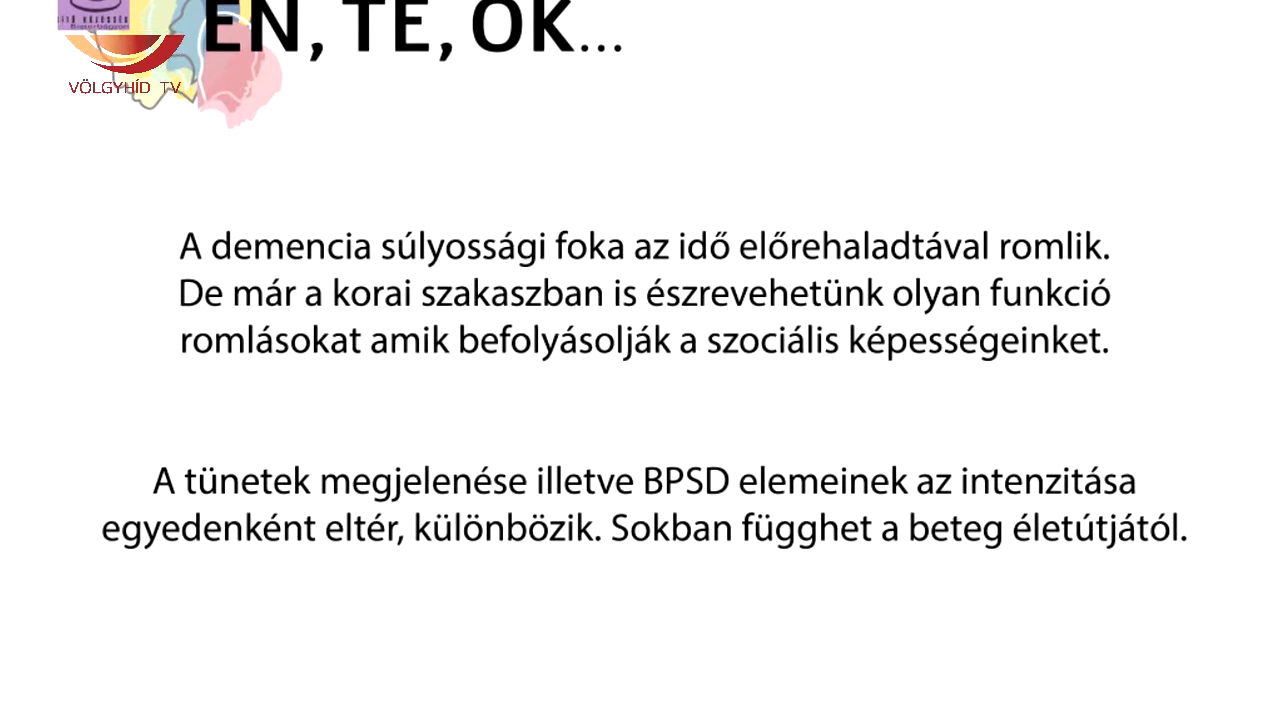 ÉN, TE, ŐK...
VÖLGYHÍD TV
A demencia súlyossági foka az idő előrehaladtával romlik.
De már a korai szakaszban is észrevehetünk olyan funkció
romlásokat amik befolyásolják a szociális képességeinket.
A tünetek megjelenése illetve BPSD elemeinek az intenzitása
egyedenként eltér, különbözik. Sokban függhet a beteg életútjától.